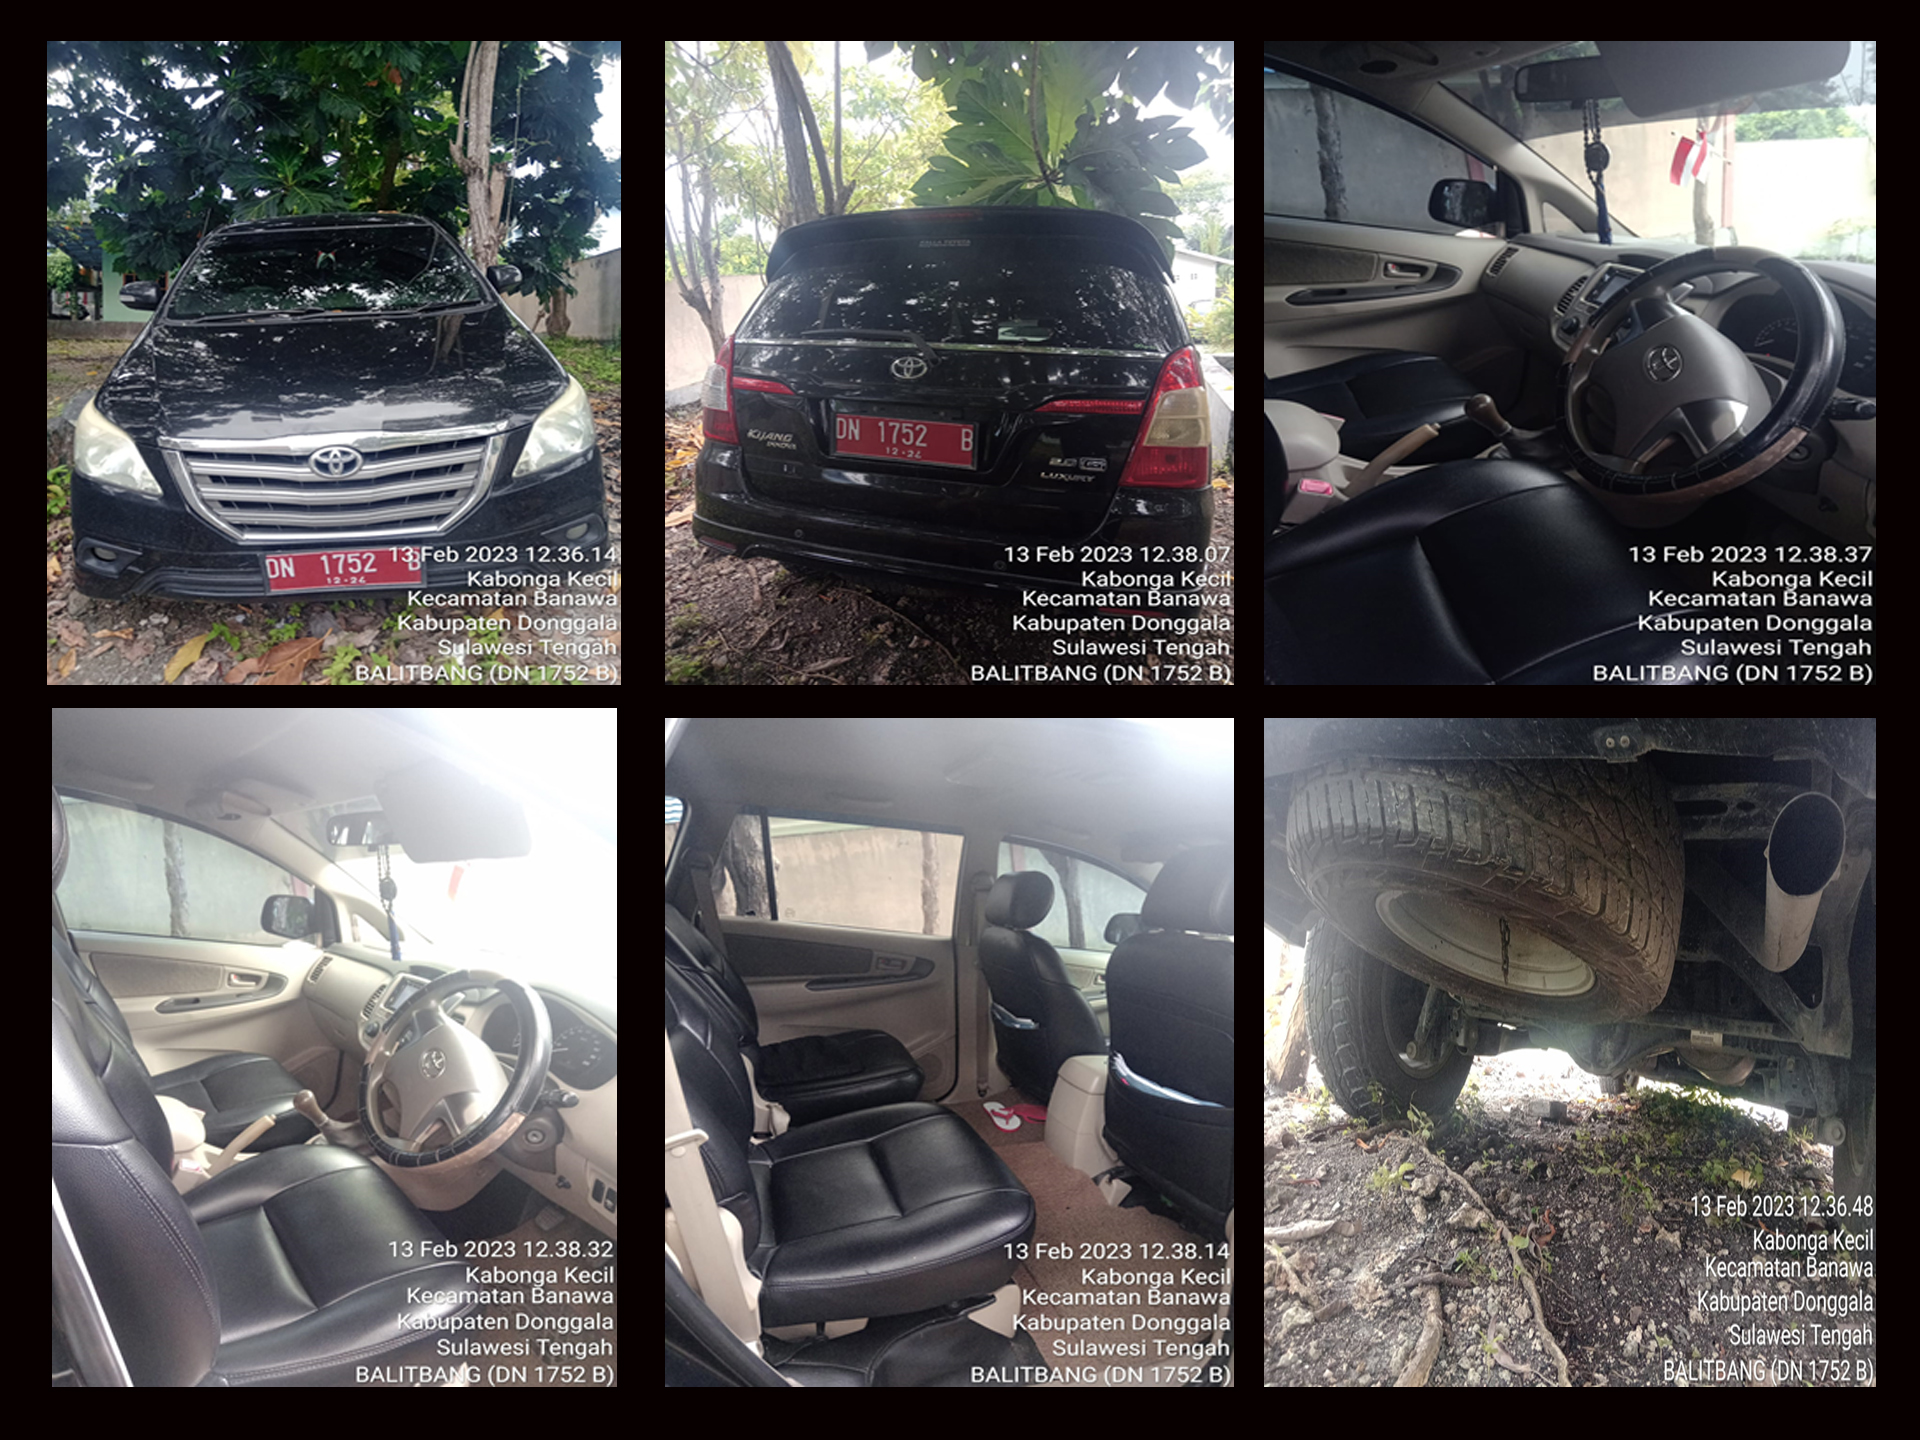 DN 1752 B
12·24
13 Feb 2023 12.36.14
Kabonga Kecil
Kecamatan Banawa
Kabupaten Donggala
Sulawesi Tengah
BALITBANG (DN 1752 B)
DN 1752 B
12·24
KIJANG
INNOVA
2.0
LUXURY
13 Feb 2023 12.38.07
Kabonga Kecil
Kecamatan Banawa
Kabupaten Donggala
Sulawesi Tengah
BALITBANG (DN 1752 B)
13 Feb 2023 12.38.37
Kabonga Kecil
Kecamatan Banawa
Kabupaten Donggala
Sulawesi Tengah
BALITBANG (DN 1752 B)
13 Feb 2023 12.38.32
Kabonga Kecil
Kecamatan Banawa
Kabupaten Donggala
Sulawesi Tengah
BALITBANG (DN 1752 B)
13 Feb 2023 12.38.14
Kabonga Kecil
Kecamatan Banawa
Kabupaten Donggala
Sulawesi Tengah
BALITBANG (DN 1752 B)
13 Feb 2023 12.36.48
Kabonga Kecil
Kecamatan Banawa
Kabupaten Donggala
Sulawesi Tengah
BALITBANG (DN 1752 B)